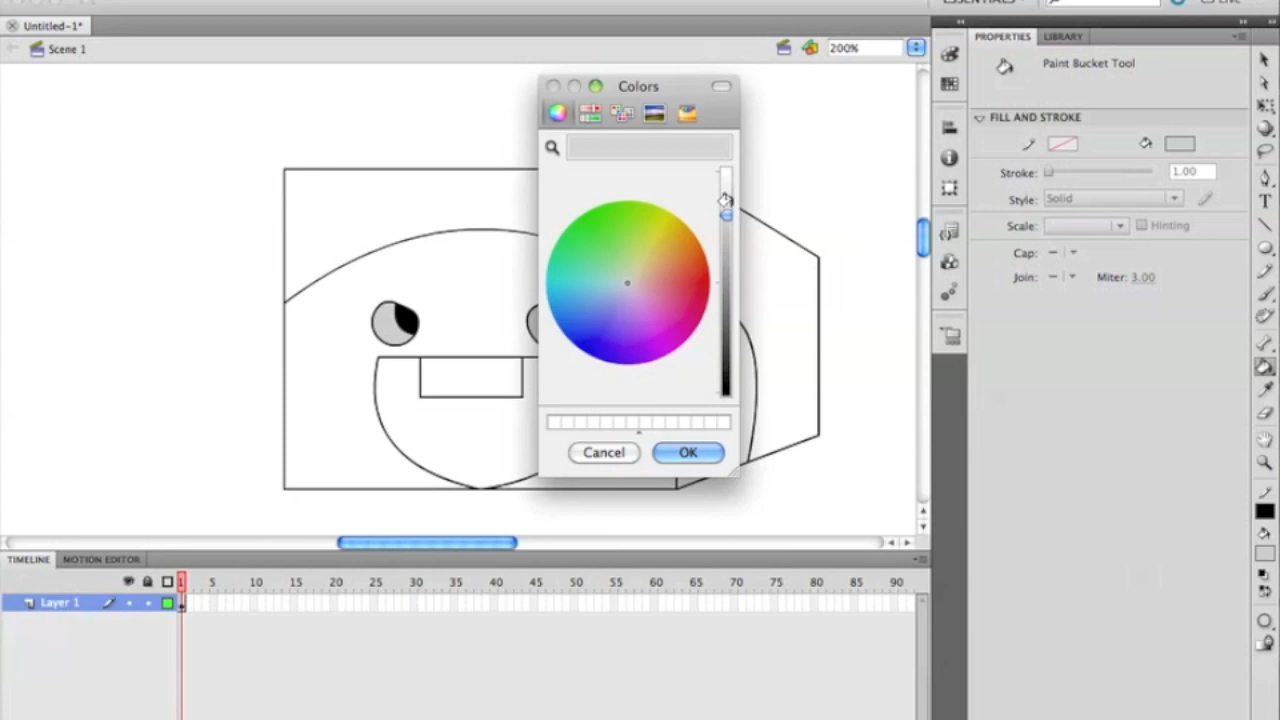 ESSENTIALS
LIVE
Untitled-1*
Scene 1
200%
Colors
Cancel
OK
PROPERTIES
LIBRARY
Paint Bucket Tool
FILL AND STROKE
Stroke:
1.00
Style:
Solid
Scale:
Hinting
Cap:
Join:
Miter: 3.00
T
TIMELINE
MOTION EDITOR
1 5 10 15 20 25 30 35 40 45 50 55 60 65 70 75 80 85 90
Layer 1